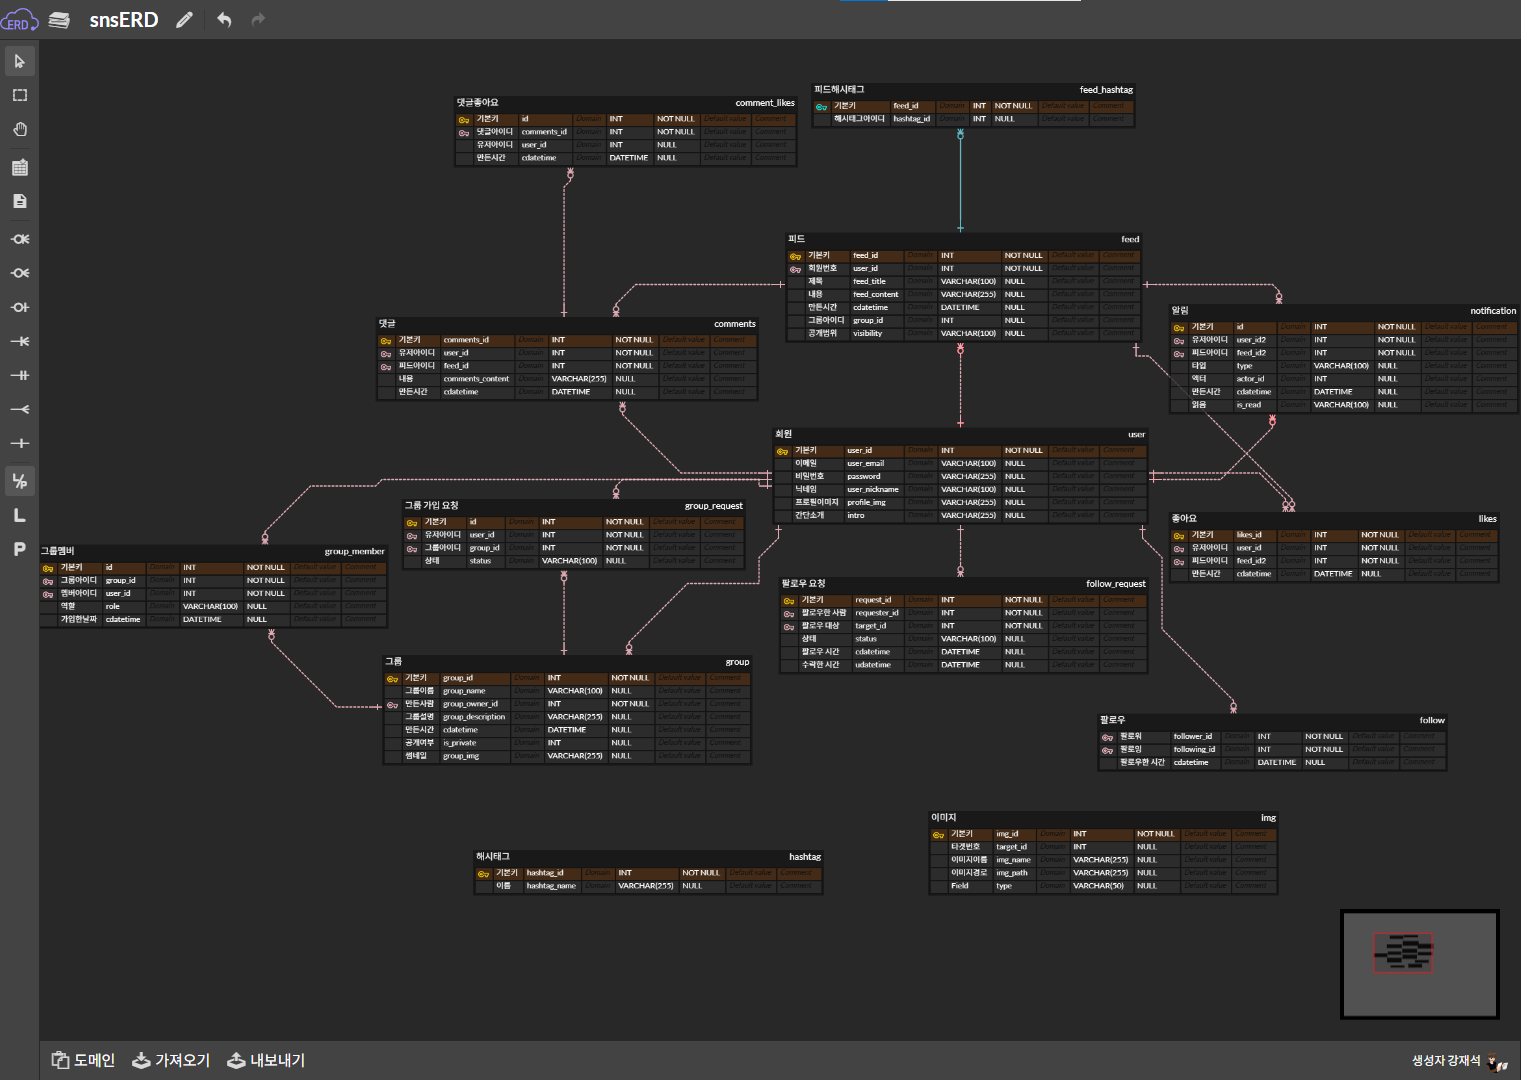 ERD
snsERD
피드해시태그 feed_hashtag
기본키 feed_id Domain INT NOT NULL Default value Comment
해시태그아이디 hashtag_id Domain INT NULL Default value Comment
댓글좋아요 comment_likes
기본키 id Domain INT NOT NULL Default value Comment
댓글아이디 comments_id Domain INT NOT NULL Default value Comment
유저아이디 user_id Domain INT NULL Default value Comment
만든시간 cdatetime Domain DATETIME NULL Default value Comment
피드 feed
기본키 feed_id Domain INT NOT NULL Default value Comment
회원번호 user_id Domain INT NOT NULL Default value Comment
제목 feed_title Domain VARCHAR(100) NULL Default value Comment
내용 feed_content Domain VARCHAR(255) NULL Default value Comment
만든시간 cdatetime Domain DATETIME NULL Default value Comment
그룹아이디 group_id Domain INT NULL Default value Comment
공개범위 visibility Domain VARCHAR(100) NULL Default value Comment
알림 notification
기본키 id Domain INT NOT NULL Default value Comment
유저아이디 user_id2 Domain INT NOT NULL Default value Comment
피드아이디 feed_id2 Domain INT NOT NULL Default value Comment
타입 type Domain VARCHAR(100) NULL Default value Comment
엑터 actor_id Domain INT NULL Default value Comment
만든시간 cdatetime Domain DATETIME NULL Default value Comment
읽음 is_read Domain VARCHAR(100) NULL Default value Comment
댓글 comments
기본키 comments_id Domain INT NOT NULL Default value Comment
유저아이디 user_id Domain INT NOT NULL Default value Comment
피드아이디 feed_id Domain INT NOT NULL Default value Comment
내용 comments_content Domain VARCHAR(255) NULL Default value Comment
만든시간 cdatetime Domain DATETIME NULL Default value Comment
회원 user
기본키 user_id Domain INT NOT NULL Default value Comment
이메일 user_email Domain VARCHAR(100) NULL Default value Comment
비밀번호 password Domain VARCHAR(255) NULL Default value Comment
닉네임 user_nickname Domain VARCHAR(100) NULL Default value Comment
프로필이미지 profile_img Domain VARCHAR(255) NULL Default value Comment
간단소개 intro Domain VARCHAR(255) NULL Default value Comment
그룹 가입 요청 group_request
기본키 id Domain INT NOT NULL Default value Comment
유저아이디 user_id Domain INT NOT NULL Default value Comment
그룹아이디 group_id Domain INT NOT NULL Default value Comment
상태 status Domain VARCHAR(100) NULL Default value Comment
좋아요 likes
기본키 likes_id Domain INT NOT NULL Default value Comment
유저아이디 user_id Domain INT NOT NULL Default value Comment
피드아이디 feed_id2 Domain INT NOT NULL Default value Comment
만든시간 cdatetime Domain DATETIME NULL Default value Comment
그룹멤버 group_member
기본키 id Domain INT NOT NULL Default value Comment
그룹아이디 group_id Domain INT NOT NULL Default value Comment
멤버아이디 user_id Domain INT NOT NULL Default value Comment
역할 role Domain VARCHAR(100) NULL Default value Comment
가입한날짜 cdatetime Domain DATETIME NULL Default value Comment
팔로우 요청 follow_request
기본키 request_id Domain INT NOT NULL Default value Comment
팔로우한 사람 requester_id Domain INT NOT NULL Default value Comment
팔로우 대상 target_id Domain INT NOT NULL Default value Comment
상태 status Domain VARCHAR(100) NULL Default value Comment
팔로우 시간 cdatetime Domain DATETIME NULL Default value Comment
수락한 시간 udatetime Domain DATETIME NULL Default value Comment
그룹 group
기본키 group_id Domain INT NOT NULL Default value Comment
그룹이름 group_name Domain VARCHAR(100) NULL Default value Comment
만든사람 group_owner_id Domain INT NOT NULL Default value Comment
그룹설명 group_description Domain VARCHAR(255) NULL Default value Comment
만든시간 cdatetime Domain DATETIME NULL Default value Comment
공개여부 is_private Domain INT NULL Default value Comment
썸네일 group_img Domain VARCHAR(255) NULL Default value Comment
팔로우 follow
팔로워 follower_id Domain INT NOT NULL Default value Comment
팔로잉 following_id Domain INT NOT NULL Default value Comment
팔로우한 시간 cdatetime Domain DATETIME NULL Default value Comment
이미지 img
기본키 img_id Domain INT NOT NULL Default value Comment
타겟번호 target_id Domain INT NULL Default value Comment
이미지이름 img_name Domain VARCHAR(255) NULL Default value Comment
이미지경로 img_path Domain VARCHAR(255) NULL Default value Comment
Field type Domain VARCHAR(50) NULL Default value Comment
해시태그 hashtag
기본키 hashtag_id Domain INT NOT NULL Default value Comment
이름 hashtag_name Domain VARCHAR(255) NULL Default value Comment
L/P
L
P
도메인 가져오기 내보내기
생성자 강재석